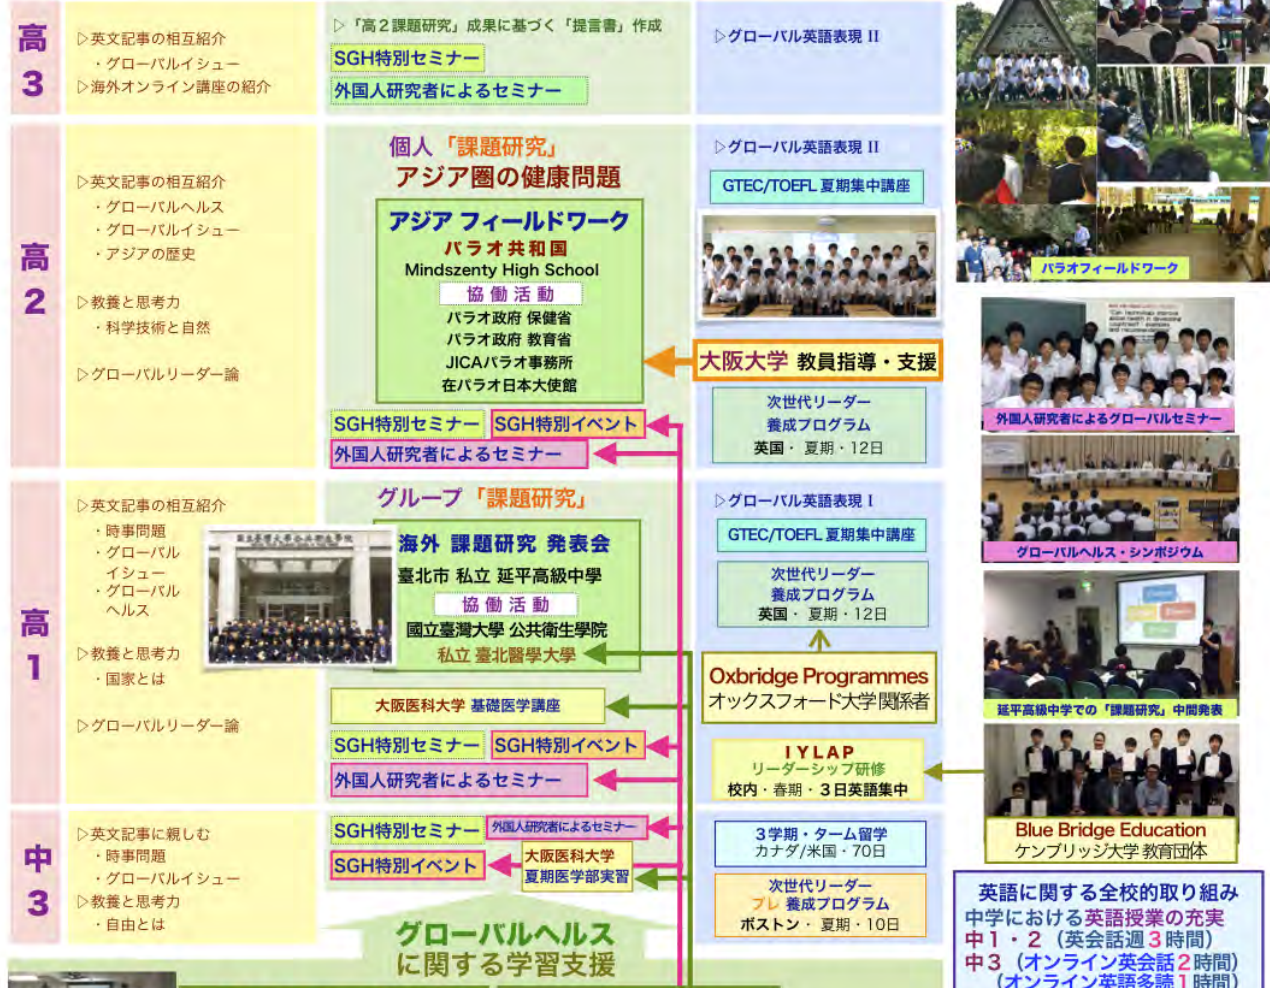 高
3
▷英文記事の相互紹介
・グローバルイシュー
▷海外オンライン講座の紹介
▷「高2課題研究」成果に基づく「提言書」作成
SGH特別セミナー
外国人研究者によるセミナー
▷グローバル英語表現 II
高
2
▷英文記事の相互紹介
・グローバルヘルス
・グローバルイシュー
・アジアの歴史
▷教養と思考力
・科学技術と自然
▷グローバルリーダー論
個人「課題研究」
アジア圏の健康問題
アジア フィールドワーク
パラオ共和国
Mindszenty High School
協働活動
パラオ政府 保健省
パラオ政府 教育省
JICAパラオ事務所
在パラオ日本大使館
SGH特別セミナー
SGH特別イベント
外国人研究者によるセミナー
▷グローバル英語表現 II
GTEC/TOEFL 夏期集中講座
大阪大学 教員指導・支援
次世代リーダー
養成プログラム
英国・ 夏期・12日
高
1
▷英文記事の相互紹介
・時事問題
・グローバル
イシュー
・グローバル
ヘルス
▷教養と思考力
・国家とは
▷グローバルリーダー論
グループ「課題研究」
海外 課題研究 発表会
臺北市 私立 延平高級中學
協働活動
國立臺灣大學 公共衛生學院
私立 臺北醫學大學
大阪医科大学 基礎医学講座
SGH特別セミナー
SGH特別イベント
外国人研究者によるセミナー
▷グローバル英語表現 I
GTEC/TOEFL 夏期集中講座
次世代リーダー
養成プログラム
英国・ 夏期・12日
Oxbridge Programmes
オックスフォード大学関係者
IYLAP
リーダーシップ研修
校内・春期・3日英語集中
中
3
▷英文記事に親しむ
・時事問題
・グローバルイシュー
▷教養と思考力
・自由とは
SGH特別セミナー
外国人研究者によるセミナー
SGH特別イベント
大阪医科大学
夏期医学部実習
3学期・ターム留学
カナダ/米国・70日
次世代リーダー
プレ 養成プログラム
ボストン・ 夏期・10日
グローバルヘルス
に関する学習支援
パラオフィールドワーク
外国人研究者によるグローバルセミナー
グローバルヘルス・シンポジウム
延平高級中学での「課題研究」中間発表
Blue Bridge Education
ケンブリッジ大学 教育団体
英語に関する全校的取り組み
中学における英語授業の充実
中1・2（英会話週3時間）
中3（オンライン英会話2時間）
（オンライン英語多読1時間）